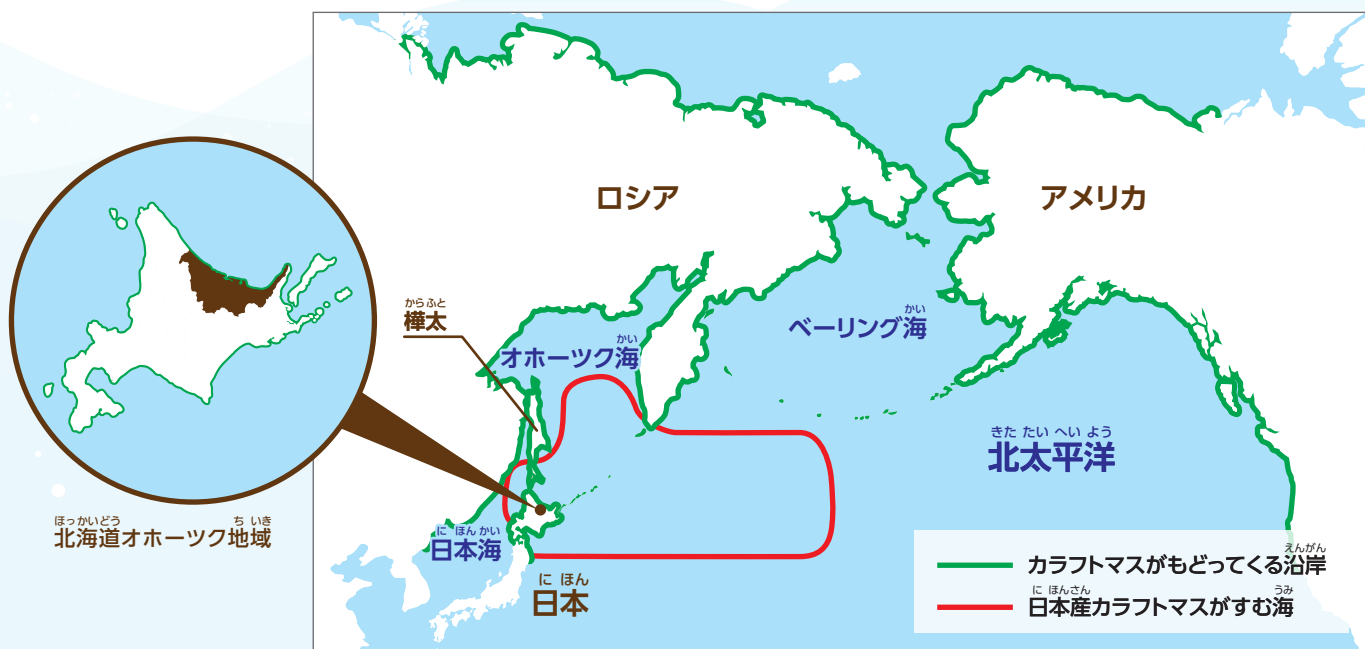 ロシア
アメリカ
からふと
樺太
かい
オホーツク海
かい
ベーリング海
きた たい へい よう
北太平洋
に ほん かい
日本海
に ほん
日本
ほっかいどう ち いき
北海道オホーツク地域
えんがん
カラフトマスがもどってくる沿岸
に ほんさん うみ
日本産カラフトマスがすむ海